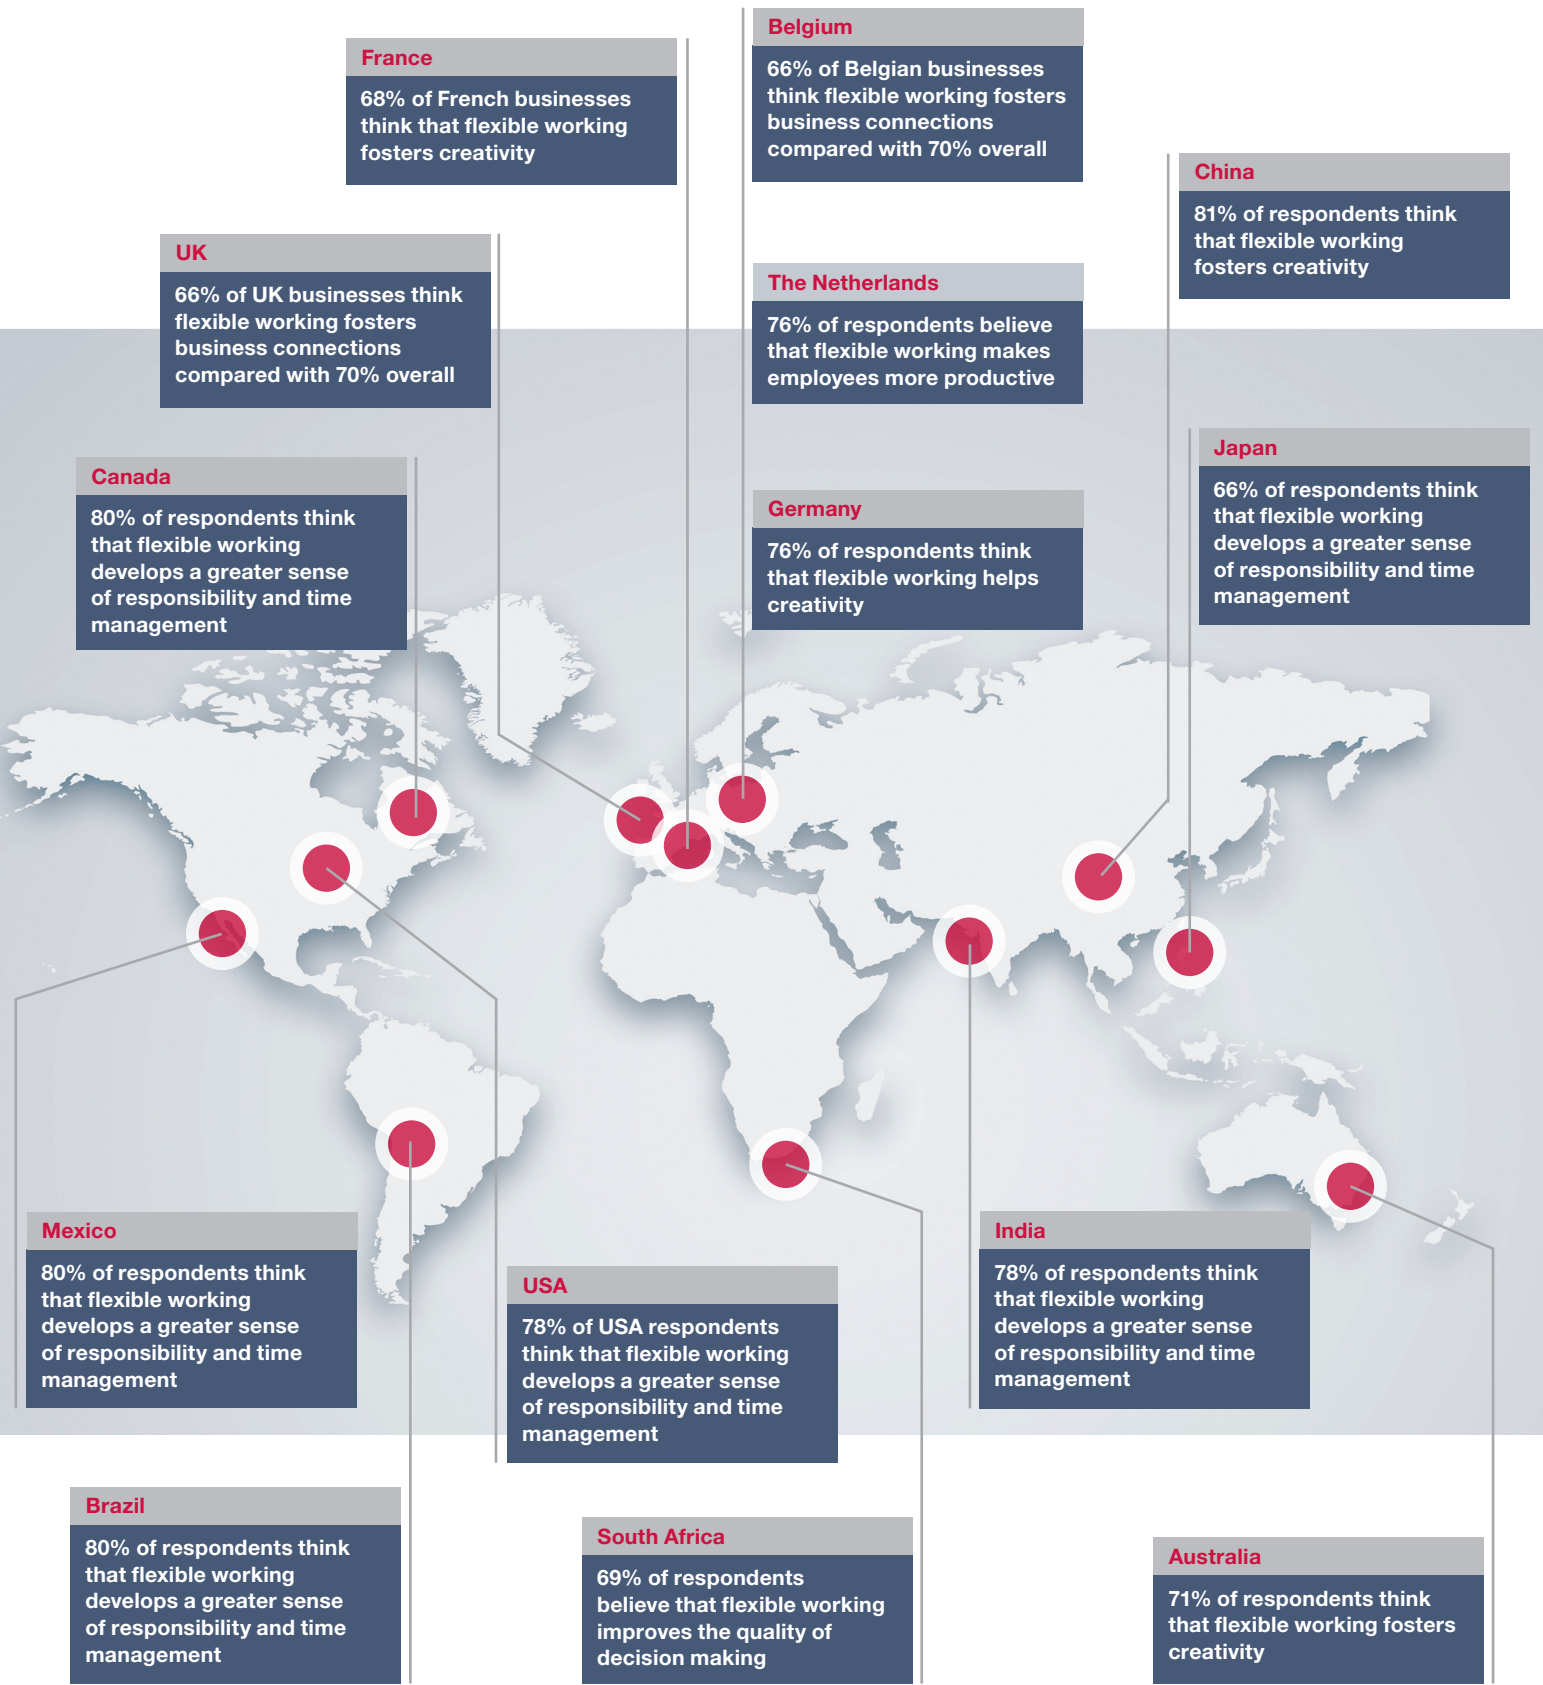 Belgium
66% of Belgian businesses
think flexible working fosters
business connections
compared with 70% overall
France
68% of French businesses
think that flexible working
fosters creativity
China
81% of respondents think
that flexible working
fosters creativity
UK
66% of UK businesses think
flexible working fosters
business connections
compared with 70% overall
The Netherlands
76% of respondents believe
that flexible working makes
employees more productive
Japan
66% of respondents think
that flexible working
develops a greater sense
of responsibility and time
management
Canada
80% of respondents think
that flexible working
develops a greater sense
of responsibility and time
management
Germany
76% of respondents think
that flexible working helps
creativity
Mexico
80% of respondents think
that flexible working
develops a greater sense
of responsibility and time
management
USA
78% of USA respondents
think that flexible working
develops a greater sense
of responsibility and time
management
India
78% of respondents think
that flexible working
develops a greater sense
of responsibility and time
management
Brazil
80% of respondents think
that flexible working
develops a greater sense
of responsibility and time
management
South Africa
69% of respondents
believe that flexible working
improves the quality of
decision making
Australia
71% of respondents think
that flexible working fosters
creativity